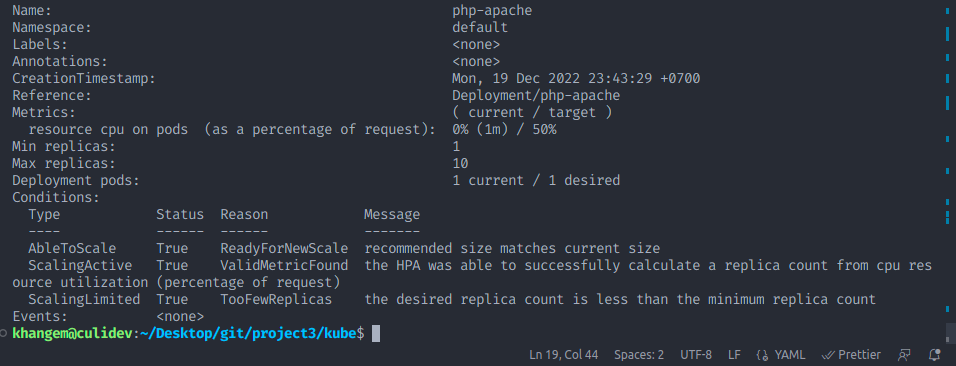 Name: php-apache
Namespace: default
Labels: <none>
Annotations: <none>
CreationTimestamp: Mon, 19 Dec 2022 23:43:29 +0700
Reference: Deployment/php-apache
Metrics: ( current / target )
resource cpu on pods (as a percentage of request): 0% (1m) / 50%
Min replicas: 1
Max replicas: 10
Deployment pods: 1 current / 1 desired
Conditions:
Type Status Reason Message
---- ------ ------ -------
AbleToScale True ReadyForNewScale recommended size matches current size
ScalingActive True ValidMetricFound the HPA was able to successfully calculate a replica count from cpu res
ource utilization (percentage of request)
ScalingLimited True TooFewReplicas the desired replica count is less than the minimum replica count
Events: <none>
khangem@culidev:~/Desktop/git/project3/kube$
Ln 19, Col 44 Spaces: 2 UTF-8 LF YAML Prettier